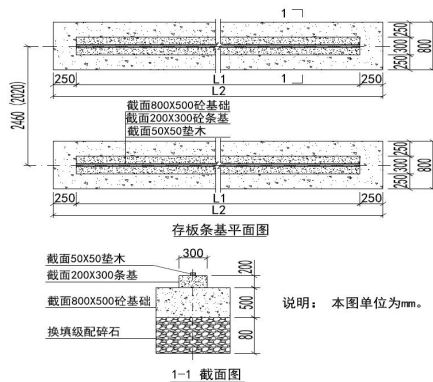 1
1
250
300
250
800
250
L1
250
L2
2460 (2020)
截面800X500砼基础
截面200X300砼条基
截面50X50垫木
250
300
250
800
250
L1
250
L2
存板条基平面图
300
截面50X50垫木
截面200X300条基
截面800X500砼基础
换填级配碎石
200
500
80
说明： 本图单位为mm。
1-1 截面图